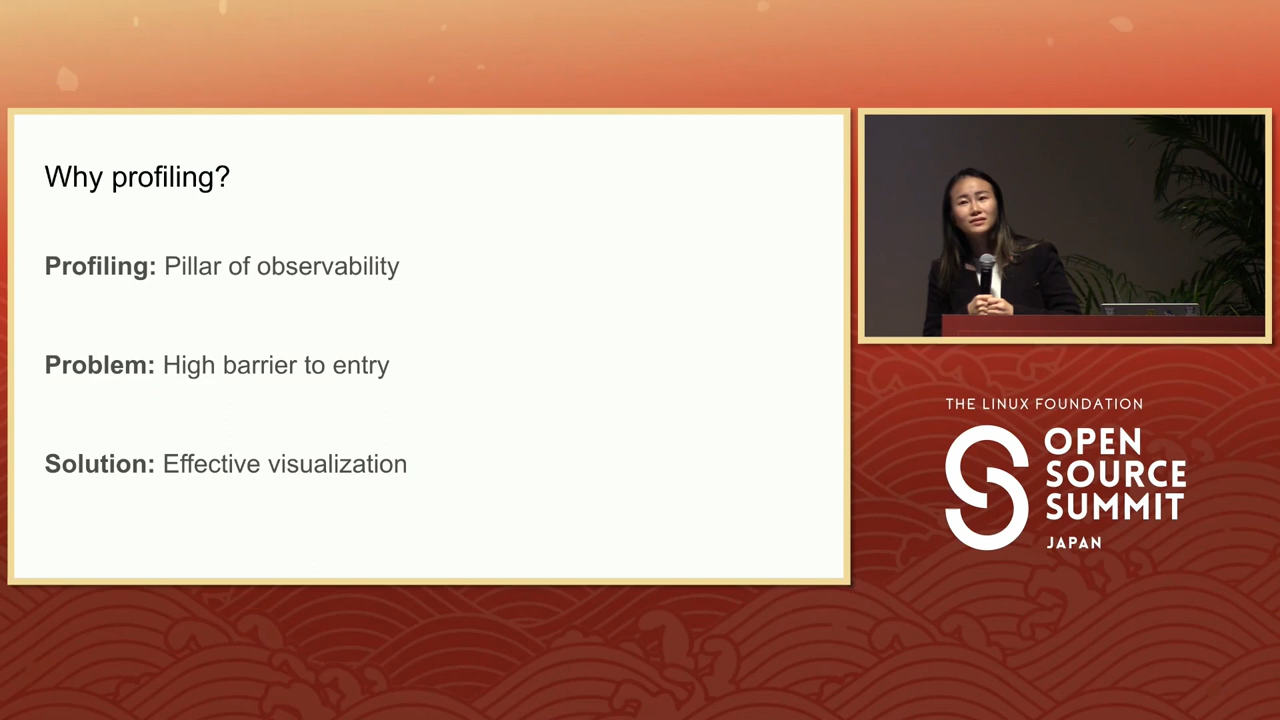 Why profiling?
Profiling: Pillar of observability
Problem: High barrier to entry
Solution: Effective visualization
THE LINUX FOUNDATION
OPEN
SOURCE
SUMMIT
JAPAN